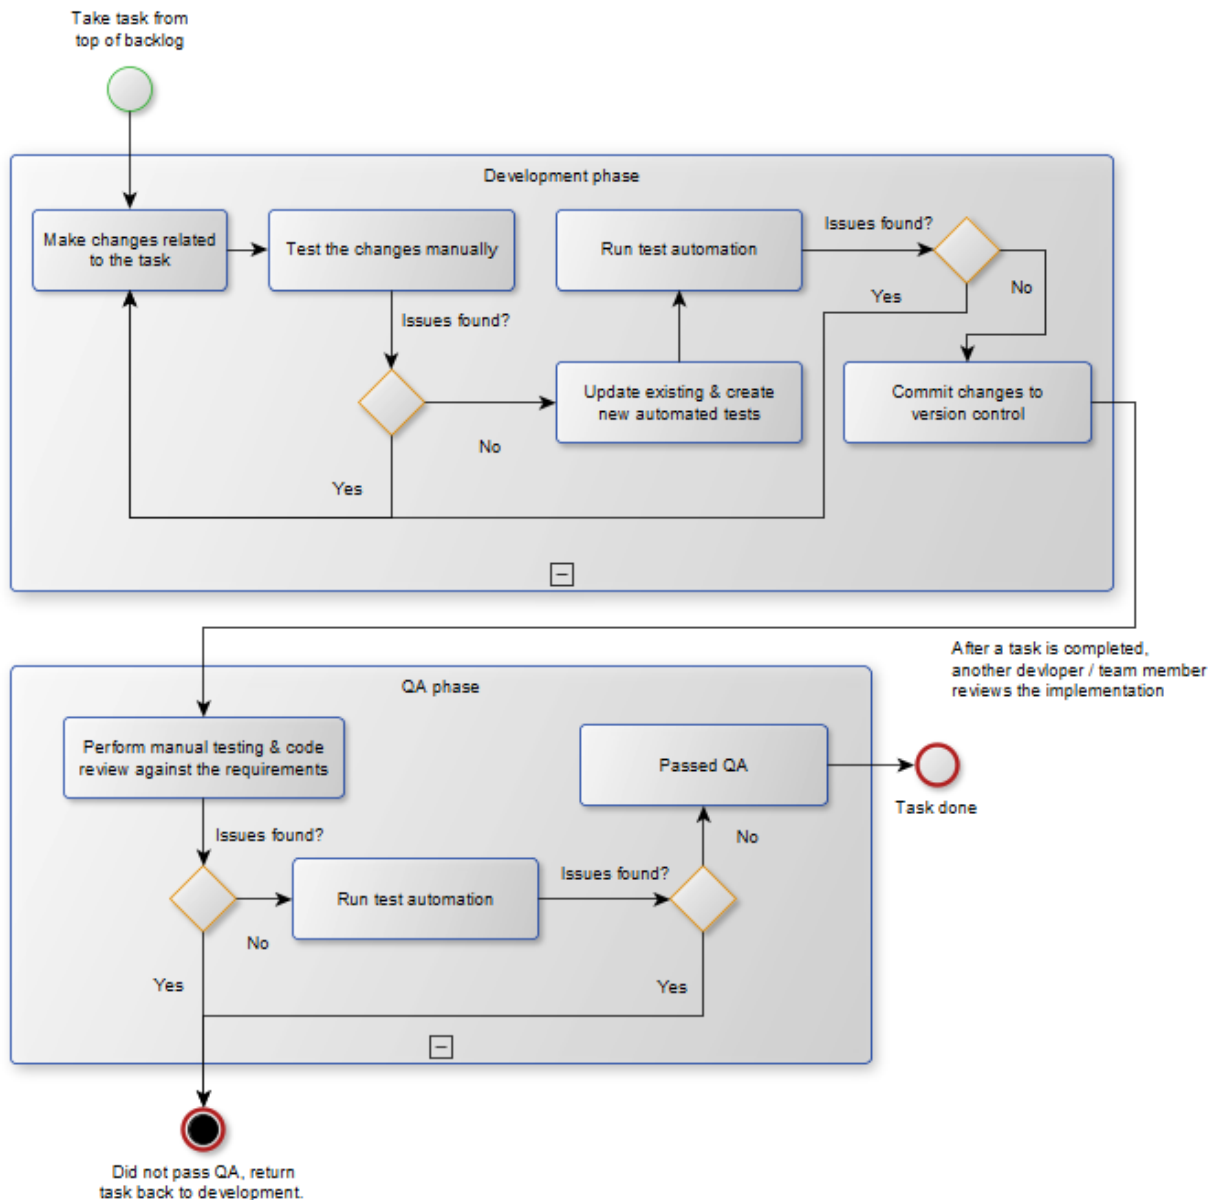 Take task from
top of backlog
Development phase
Make changes related
to the task
Test the changes manually
Run test automation
Issues found?
Yes
No
Issues found?
Update existing & create
new automated tests
Commit changes to
version control
No
Yes
After a task is completed,
another devloper / team member
reviews the implementation
QA phase
Perform manual testing & code
review against the requirements
Passed QA
Task done
Issues found?
No
Run test automation
Issues found?
No
Yes
Yes
Did not pass QA, return
task back to development.